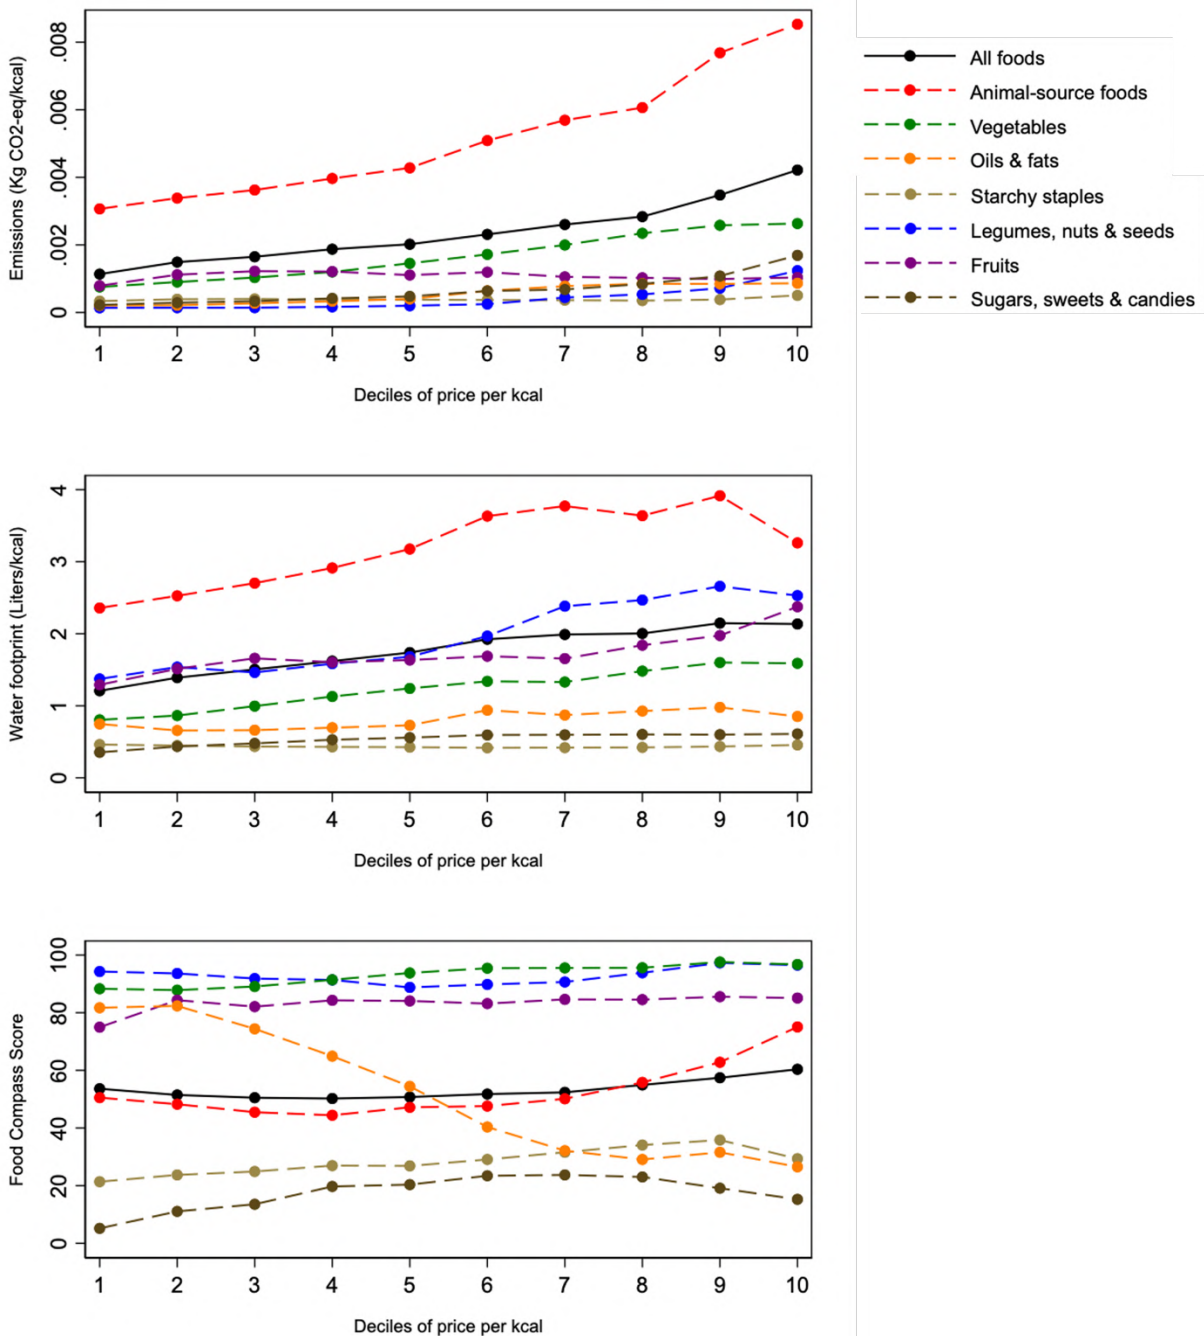 Emissions (Kg CO2-eq/kcal)
.008
.006
.004
.002
0
1 2 3 4 5 6 7 8 9 10
Deciles of price per kcal
All foods
Animal-source foods
Vegetables
Oils & fats
Starchy staples
Legumes, nuts & seeds
Fruits
Sugars, sweets & candies
Water footprint (Liters/kcal)
4
3
2
1
0
1 2 3 4 5 6 7 8 9 10
Deciles of price per kcal
Food Compass Score
100
80
60
40
20
0
1 2 3 4 5 6 7 8 9 10
Deciles of price per kcal